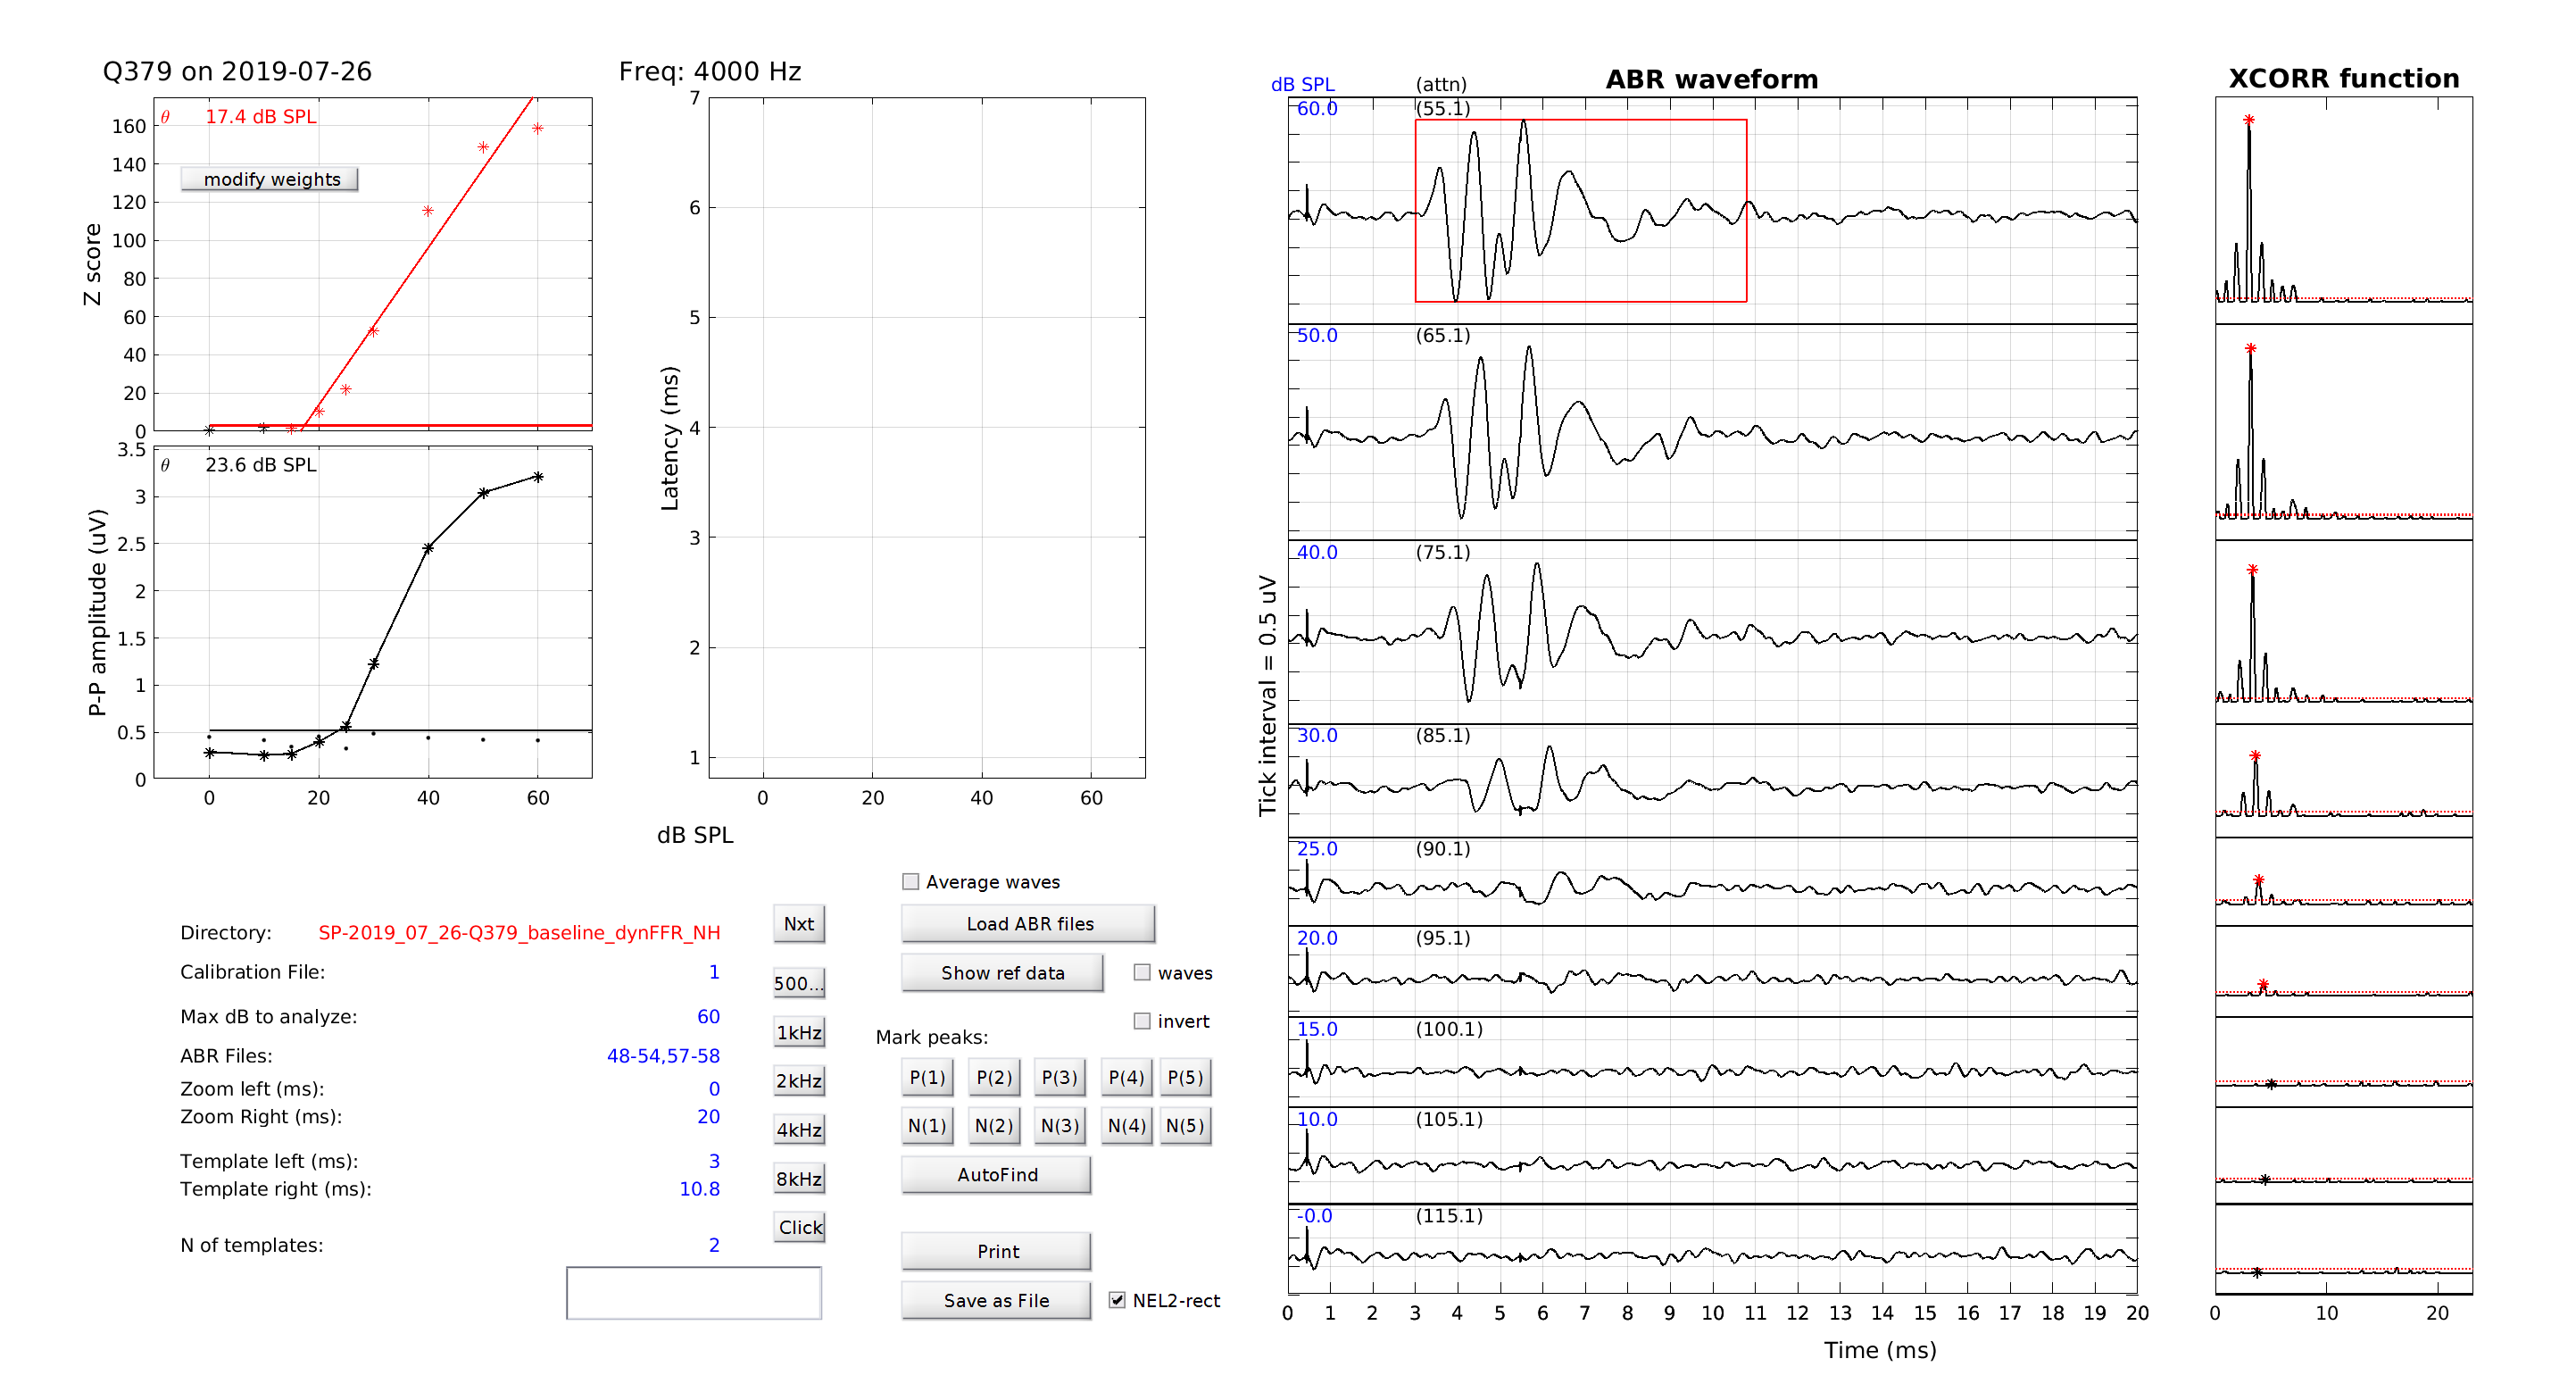 Q379 on 2019-07-26
Freq: 4000 Hz
θ 17.4 dB SPL
modify weights
Z score
160
140
120
100
80
60
40
20
0
θ 23.6 dB SPL
P-P amplitude (uV)
3.5
3
2.5
2
1.5
1
0.5
0
0 20 40 60
Latency (ms)
7
6
5
4
3
2
1
0 20 40 60
dB SPL
Directory: SP-2019_07_26-Q379_baseline_dynFFR_NH
Calibration File: 1
Max dB to analyze: 60
ABR Files: 48-54,57-58
Zoom left (ms): 0
Zoom Right (ms): 20
Template left (ms): 3
Template right (ms): 10.8
N of templates: 2
Nxt
500...
1kHz
2kHz
4kHz
8kHz
Click
Average waves
Load ABR files
Show ref data
waves
invert
Mark peaks:
P(1) P(2) P(3) P(4) P(5)
N(1) N(2) N(3) N(4) N(5)
AutoFind
Print
Save as File
NEL2-rect
dB SPL (attn) ABR waveform
60.0 (55.1)
50.0 (65.1)
40.0 (75.1)
30.0 (85.1)
25.0 (90.1)
20.0 (95.1)
15.0 (100.1)
10.0 (105.1)
-0.0 (115.1)
Tick interval = 0.5 uV
0 1 2 3 4 5 6 7 8 9 10 11 12 13 14 15 16 17 18 19 20
Time (ms)
XCORR function
0 10 20